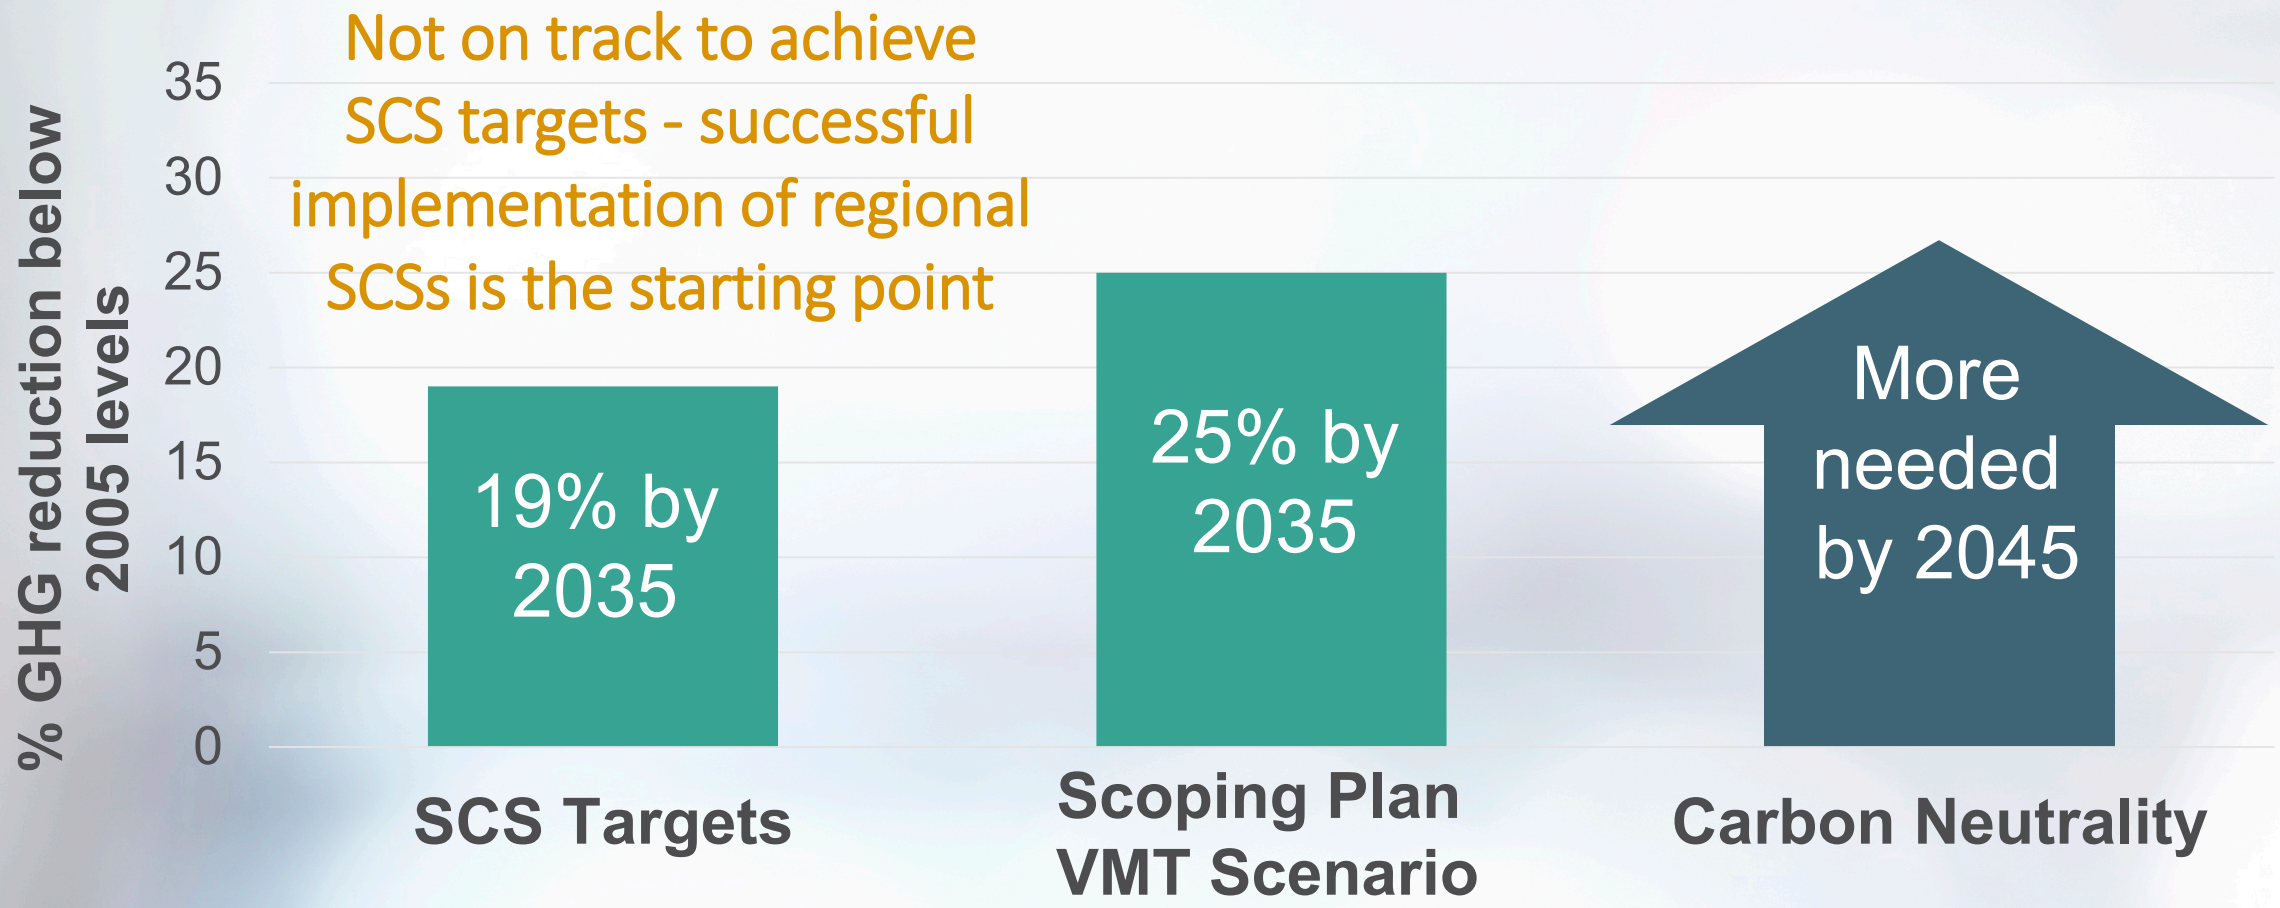 Not on track to achieve
SCS targets - successful
implementation of regional
SCSs is the starting point
% GHG reduction below
2005 levels
35
30
25
20
15
10
5
0
19% by
2035
25% by
2035
More
needed
by 2045
SCS Targets
Scoping Plan
VMT Scenario
Carbon Neutrality